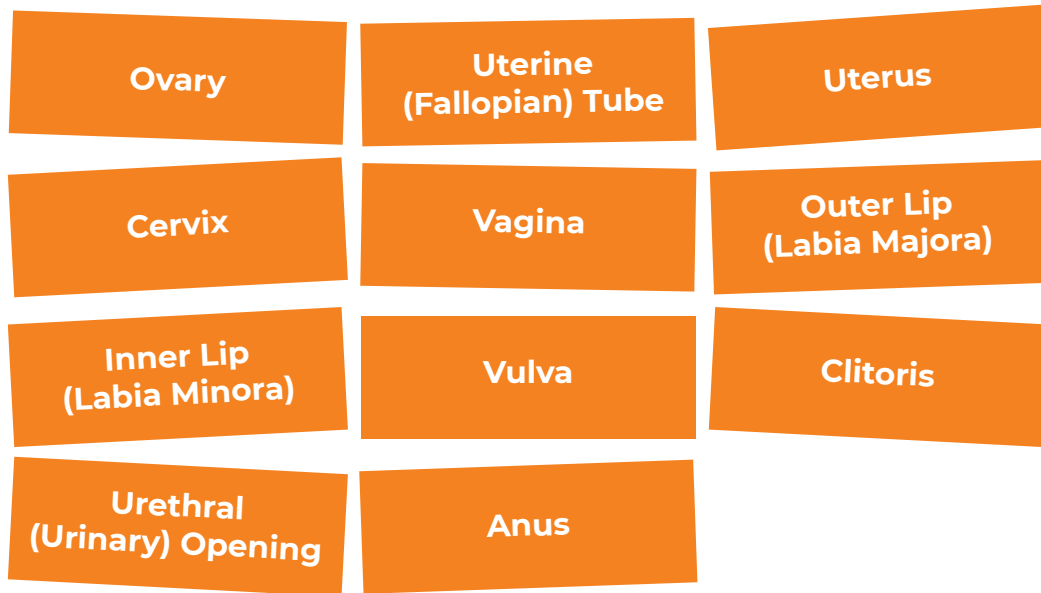 Ovary
Uterine
(Fallopian) Tube
Uterus
Cervix
Vagina
Outer Lip
(Labia Majora)
Inner Lip
(Labia Minora)
Vulva
Clitoris
Urethral
(Urinary) Opening
Anus